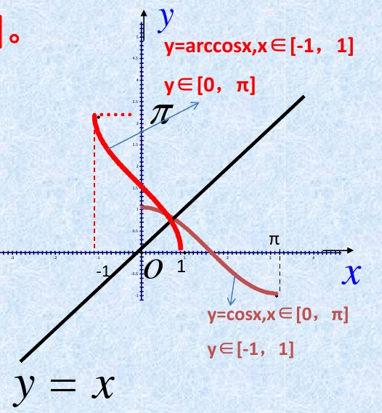 。
y
y=arccosx,x∈[-1，1]
y∈[0，π]
π
π
-1
O
1
x
y=cosx,x∈[0，π]
y∈[-1，1]
y = x